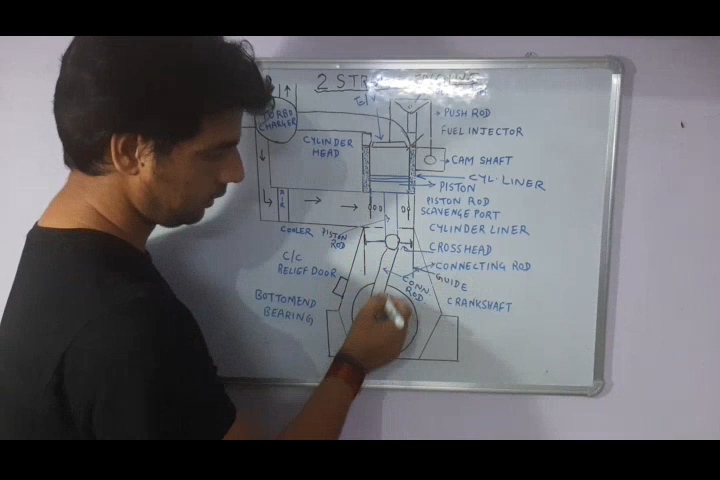 2 STR
TURBO
CHARGER
PUSH ROD
FUEL INJECTOR
CYLINDER
HEAD
CAM SHAFT
CYL. LINER
PISTON
PISTON ROD
SCAVENGE PORT
AIR
COOLER
PISTON
ROD
CYLINDER LINER
CROSSHEAD
C/C
RELIEF DOOR
CONNECTING ROD
GUIDE
CONN
ROD
BOTTOMEND
BEARING
CRANKSHAFT